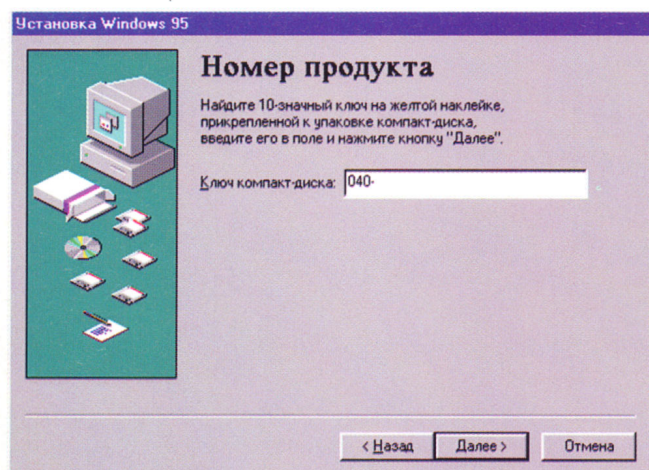 Установка Windows 95
Номер продукта
Найдите 10-значный ключ на желтой наклейке,
прикрепленной к упаковке компакт-диска,
введите его в поле и нажмите кнопку "Далее".
Ключ компакт-диска: 040-
< Назад Далее > Отмена